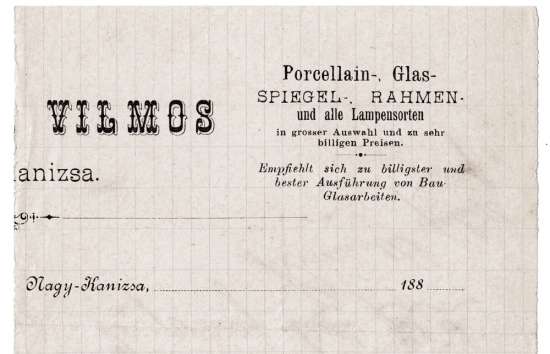 Porcellain-, Glas-
SPIEGEL-, RAHMEN-
und alle Lampensorten
in grosser Auswahl und zu sehr
billigen Preisen.
Empfiehlt sich zu billigster und
bester Ausführung von Bau-
Glasarbeiten.
VILMOS
anizsa.
Nagy-Kanizsa, 188